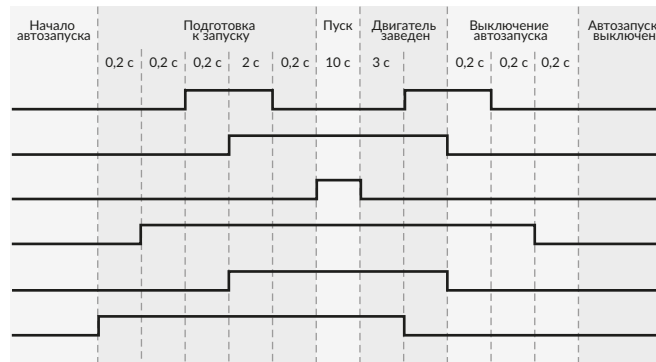 Начало
автозапуска
Подготовка
к запуску
Пуск
Двигатель
заведен
Выключение
автозапуска
Автозапуск
выключен
0,2 с 0,2 с 0,2 с 2 с 0,2 с 10 с 3 с 0,2 с 0,2 с 0,2 с